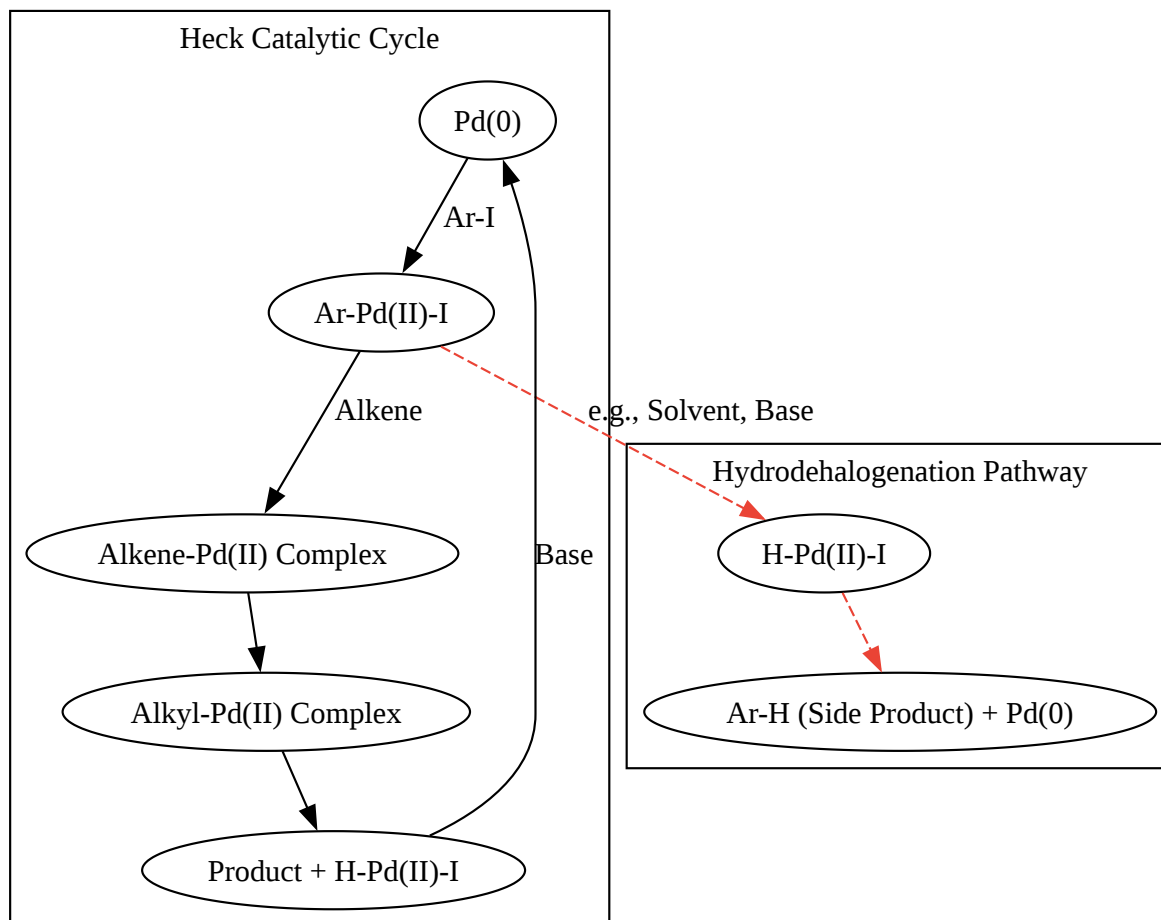 Heck Catalytic Cycle
Pd(0)
Ar-I
Ar-Pd(II)-I
Alkene
e.g., Solvent, Base
Hydrodehalogenation Pathway
Alkene-Pd(II) Complex
Base
H-Pd(II)-I
Alkyl-Pd(II) Complex
Ar-H (Side Product) + Pd(0)
Product + H-Pd(II)-I